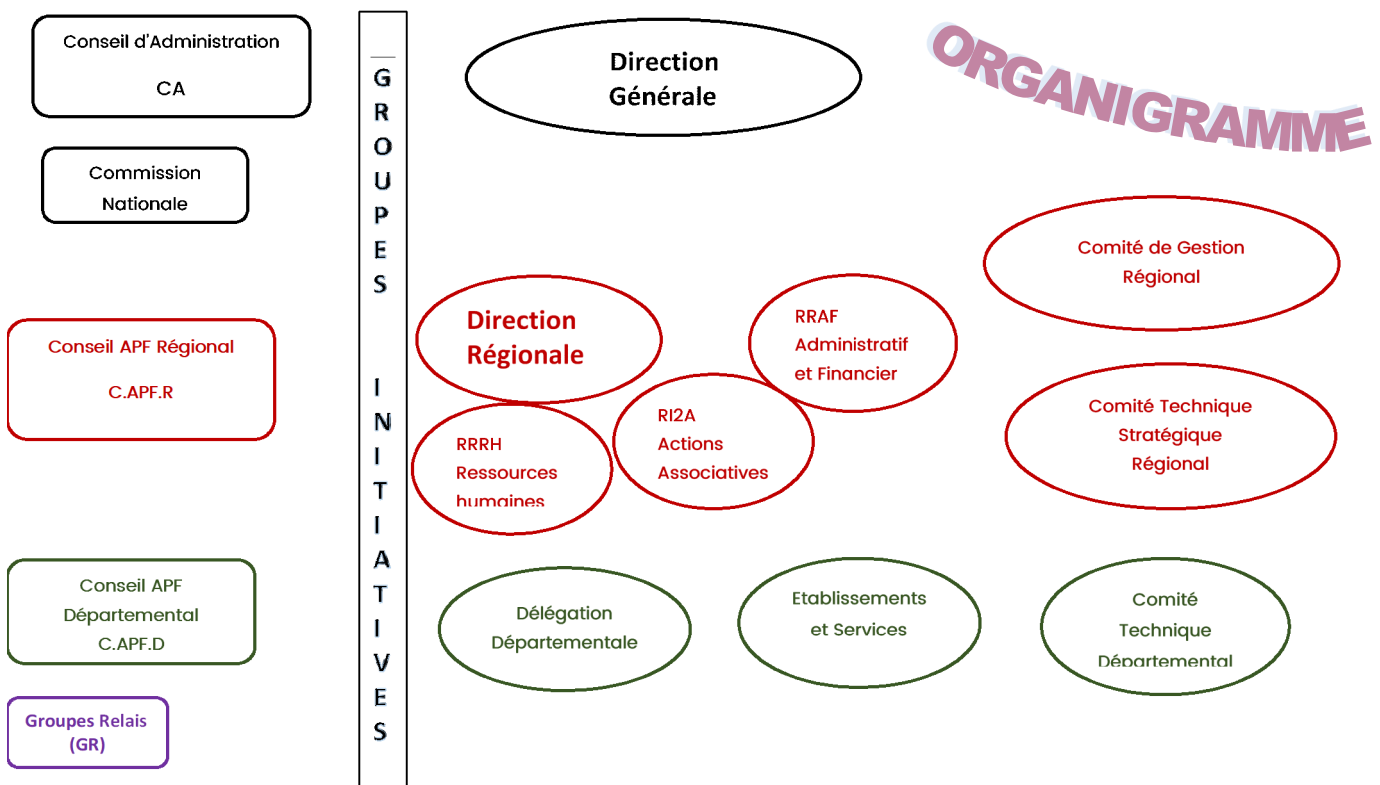 ORGANIGRAMME
Conseil d'Administration
CA
Commission
Nationale
Conseil APF Régional
C.APF.R
Conseil APF
Départemental
C.APF.D
Groupes Relais
(GR)
GROUPES INITIATIVES
Direction
Générale
Direction
Régionale
RRAF
Administratif
et Financier
RRRH
Ressources
humaines
RI2A
Actions
Associatives
Comité de Gestion
Régional
Comité Technique
Stratégique
Régional
Délégation
Départementale
Etablissements
et Services
Comité
Technique
Départemental